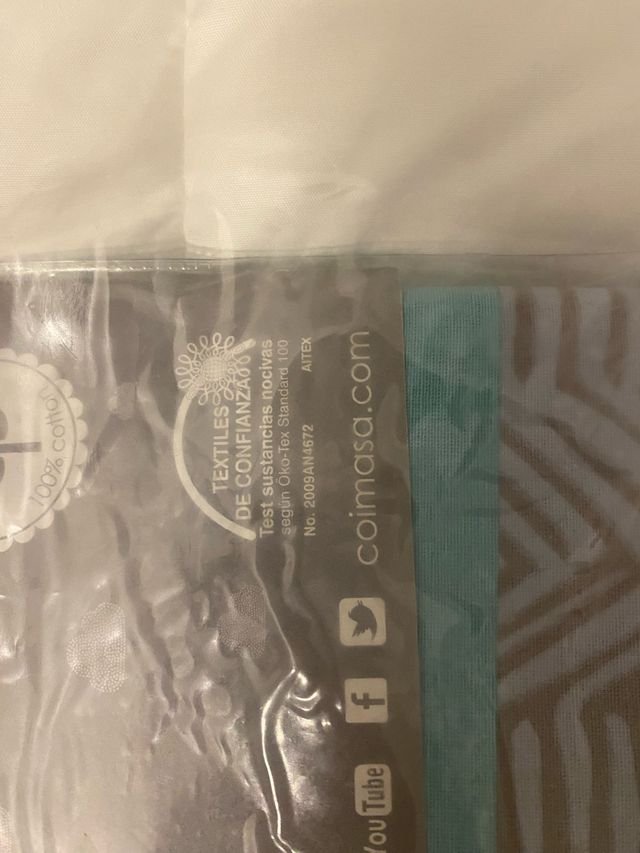 100% cotton
TEXTILES
DE CONFIANZA
Test sustancias nocivas
según Öko-Tex Standard 100
No. 2009AN4672 AITEX
coimasa.com
YouTube